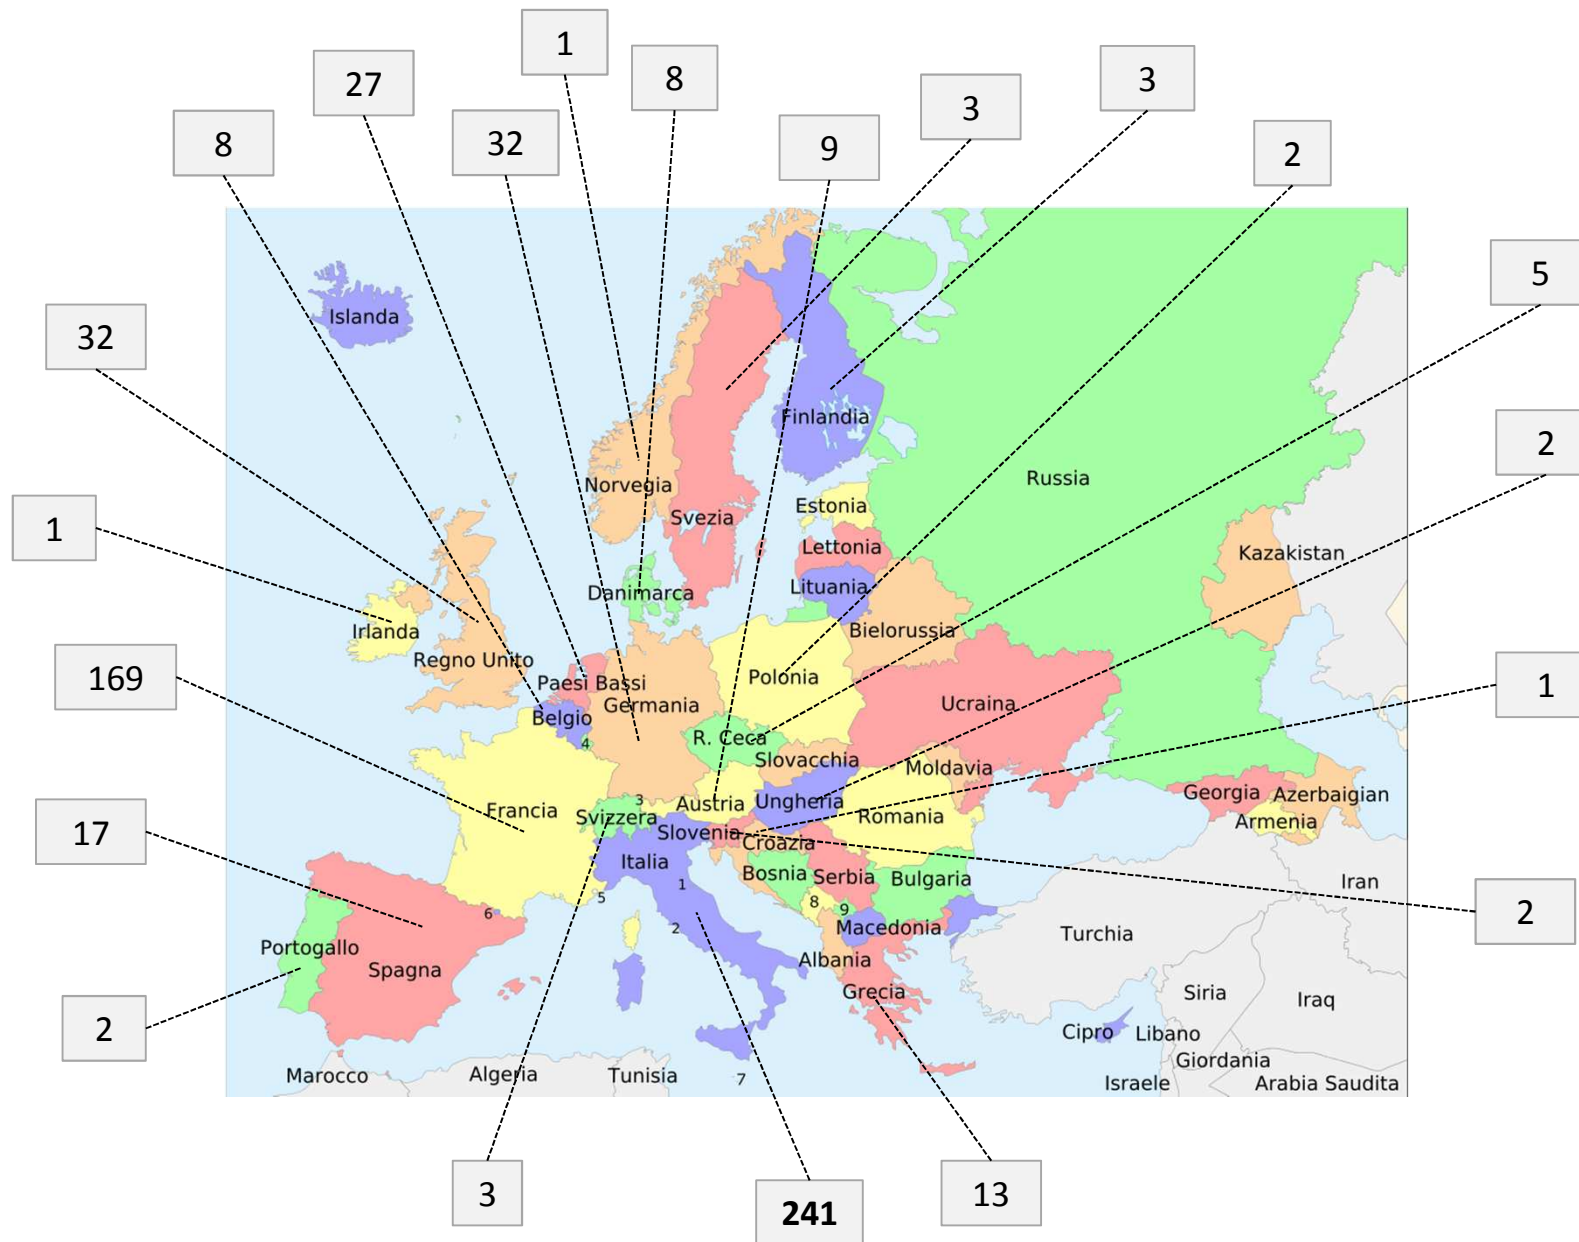 1
27
8
3
3
8
32
9
2
5
Islanda
32
Finlandia
2
Norvegia
Russia
Estonia
Svezia
1
Lettonia
Kazakistan
Danimarca
Lituania
Irlanda
Bielorussia
Regno Unito
169
Paesi Bassi
Polonia
1
Germania
Ucraina
Belgio
4
R. Ceca
Slovacchia
Moldavia
3
Austria
Ungheria
Georgia
Azerbaigian
Francia
Svizzera
Romania
Armenia
17
Slovenia
Croazia
Italia
Bosnia
Serbia
Bulgaria
Iran
1
5
8
9
6
2
Macedonia
2
Turchia
Portogallo
Spagna
Albania
Grecia
Siria
Iraq
2
Cipro
Libano
Giordania
Marocco
Algeria
Tunisia
7
Israele
Arabia Saudita
3
241
13